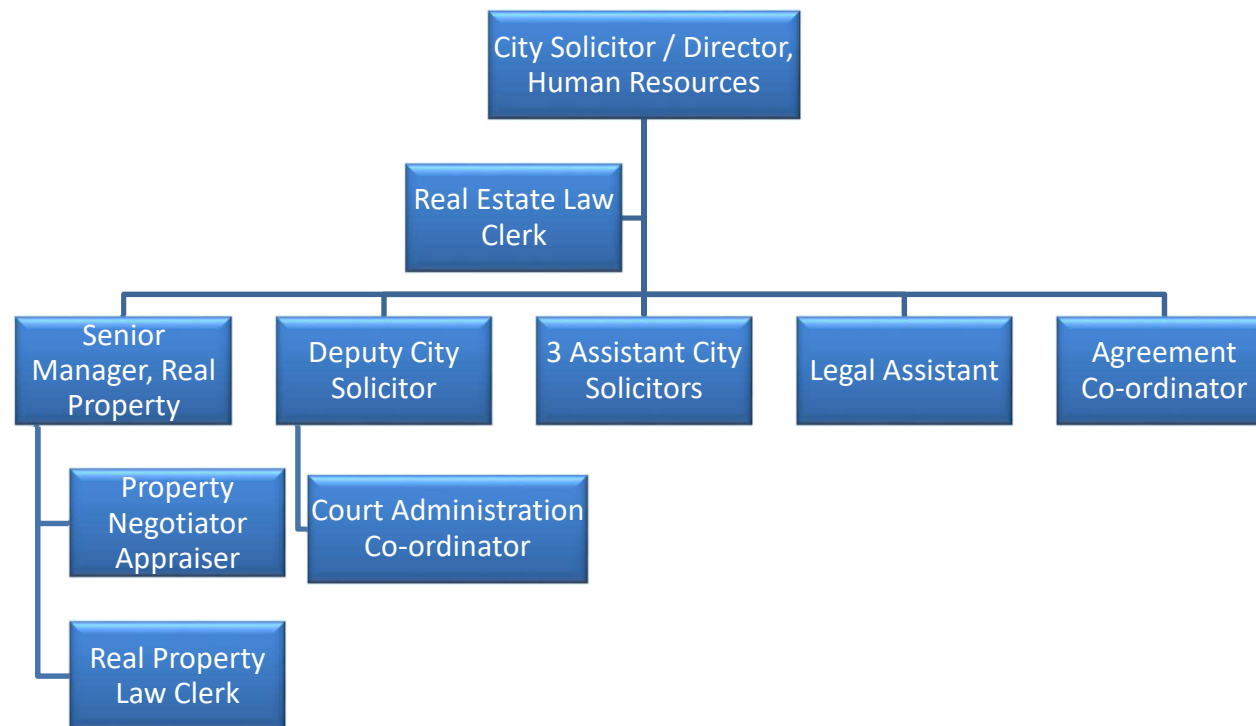 City Solicitor / Director,
Human Resources
Real Estate Law
Clerk
Senior
Manager, Real
Property
Deputy City
Solicitor
3 Assistant City
Solicitors
Legal Assistant
Agreement
Co-ordinator
Property
Negotiator
Appraiser
Court Administration
Co-ordinator
Real Property
Law Clerk